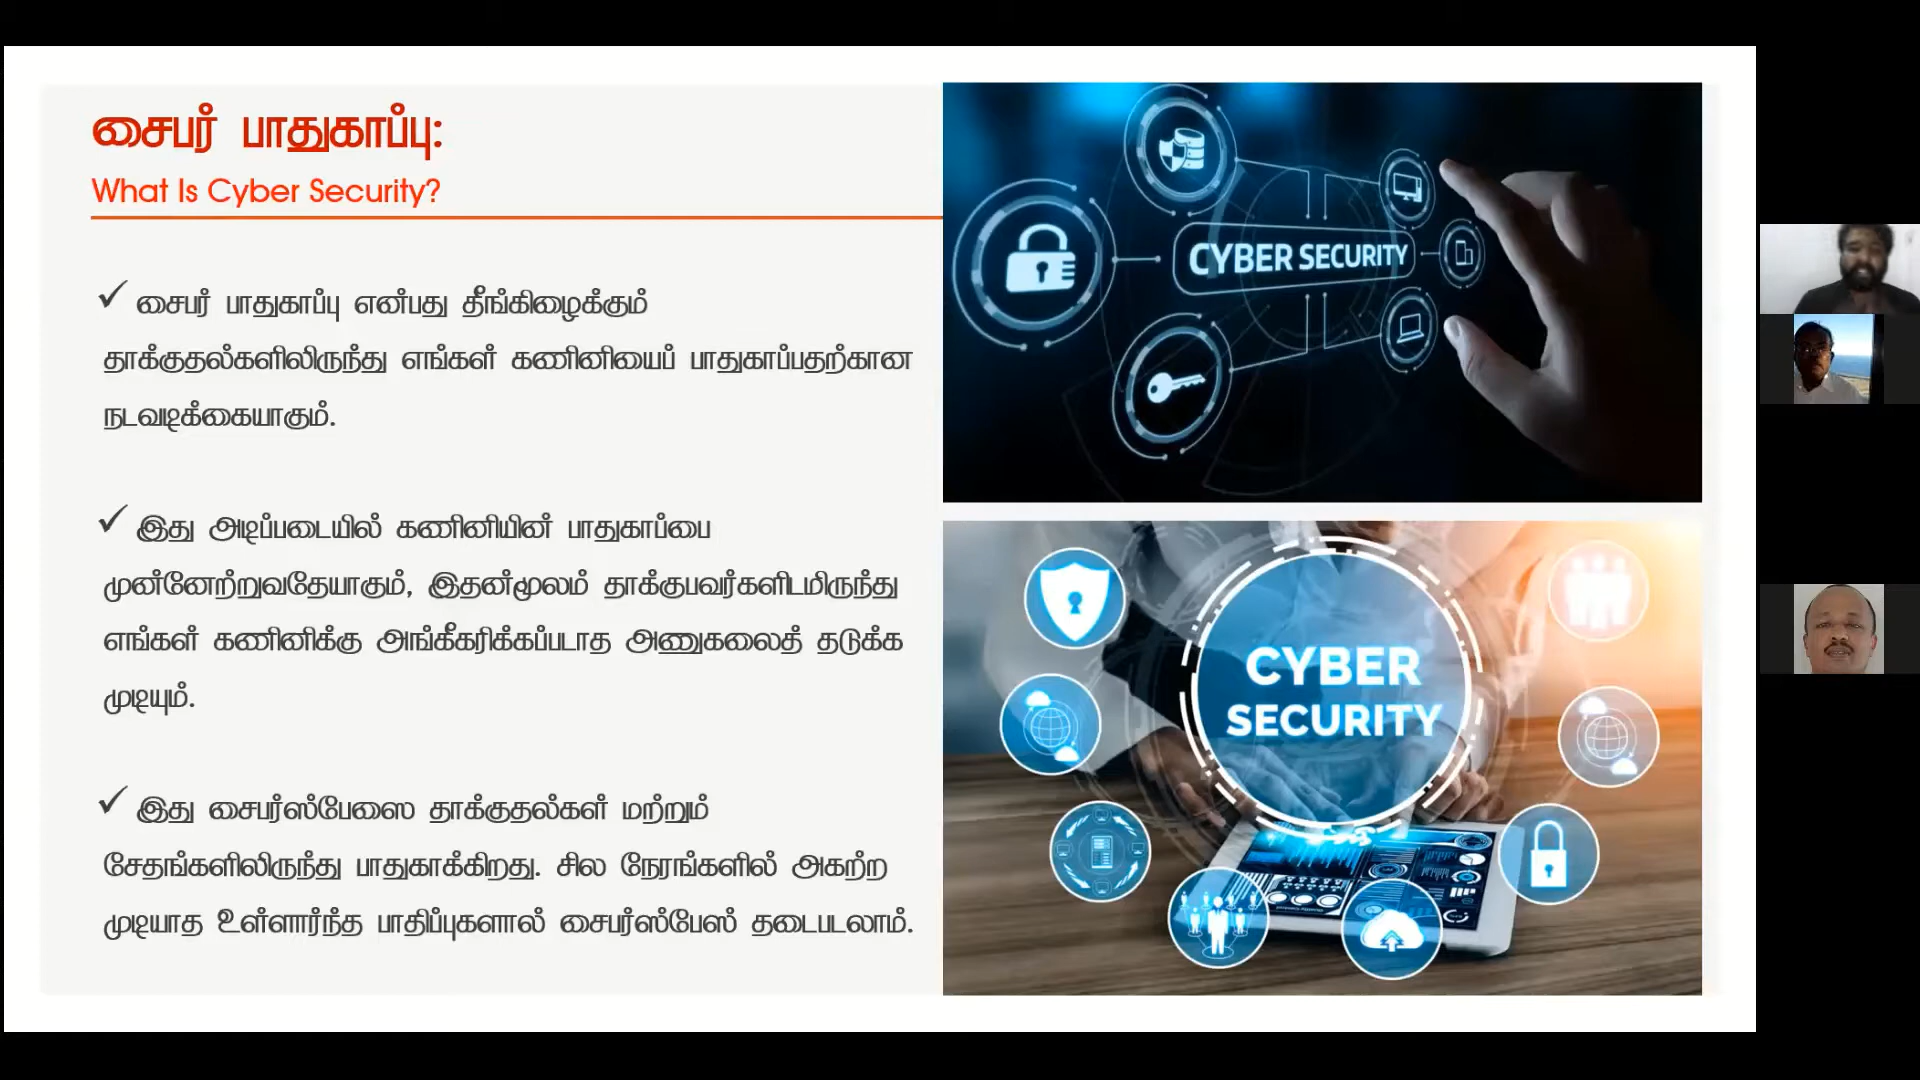 சைபர் பாதுகாப்பு:
What Is Cyber Security?
✓ சைபர் பாதுகாப்பு என்பது தீங்கிழைக்கும்
தாக்குதல்களிலிருந்து எங்கள் கணினியைப் பாதுகாப்பதற்கான
நடவடிக்கையாகும்.
✓ இது அடிப்படையில் கணினியின் பாதுகாப்பை
முன்னேற்றுவதேயாகும், இதன்மூலம் தாக்குபவர்களிடமிருந்து
எங்கள் கணினிக்கு அங்கீகரிக்கப்படாத அணுகலைத் தடுக்க
முடியும்.
✓ இது சைபர்ஸ்பேஸை தாக்குதல்கள் மற்றும்
சேதங்களிலிருந்து பாதுகாக்கிறது. சில நேரங்களில் அகற்ற
முடியாத உள்ளார்ந்த பாதிப்புகளால் சைபர்ஸ்பேஸ் தடைபடலாம்.
CYBER SECURITY
CYBER
SECURITY